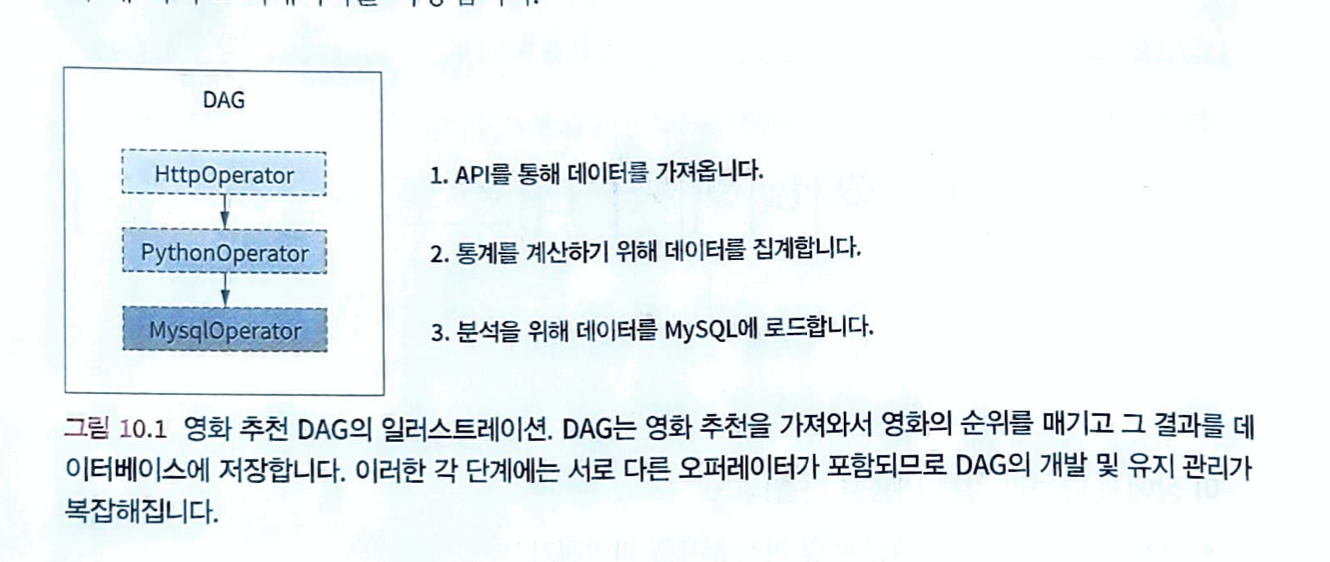 DAG
HttpOperator
1. API를 통해 데이터를 가져옵니다.
PythonOperator
2. 통계를 계산하기 위해 데이터를 집계합니다.
MysqlOperator
3. 분석을 위해 데이터를 MySQL에 로드합니다.
그림 10.1 영화 추천 DAG의 일러스트레이션. DAG는 영화 추천을 가져와서 영화의 순위를 매기고 그 결과를 데
이터베이스에 저장합니다. 이러한 각 단계에는 서로 다른 오퍼레이터가 포함되므로 DAG의 개발 및 유지 관리가
복잡해집니다.